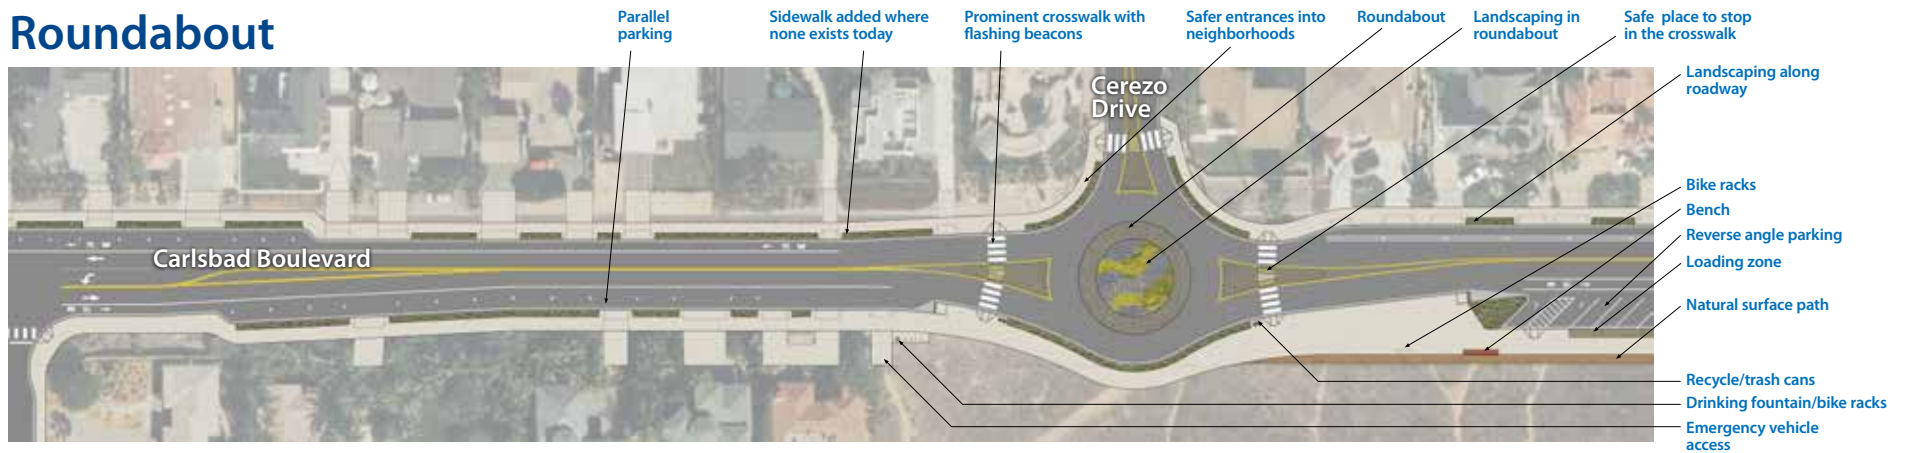 Roundabout
Parallel
parking
Sidewalk added where
none exists today
Prominent crosswalk with
flashing beacons
Safer entrances into
neighborhoods
Roundabout
Landscaping in
roundabout
Safe place to stop
in the crosswalk
Landscaping along
roadway
Cerezo
Drive
Carlsbad Boulevard
Bike racks
Bench
Reverse angle parking
Loading zone
Natural surface path
Recycle/trash cans
Drinking fountain/bike racks
Emergency vehicle
access